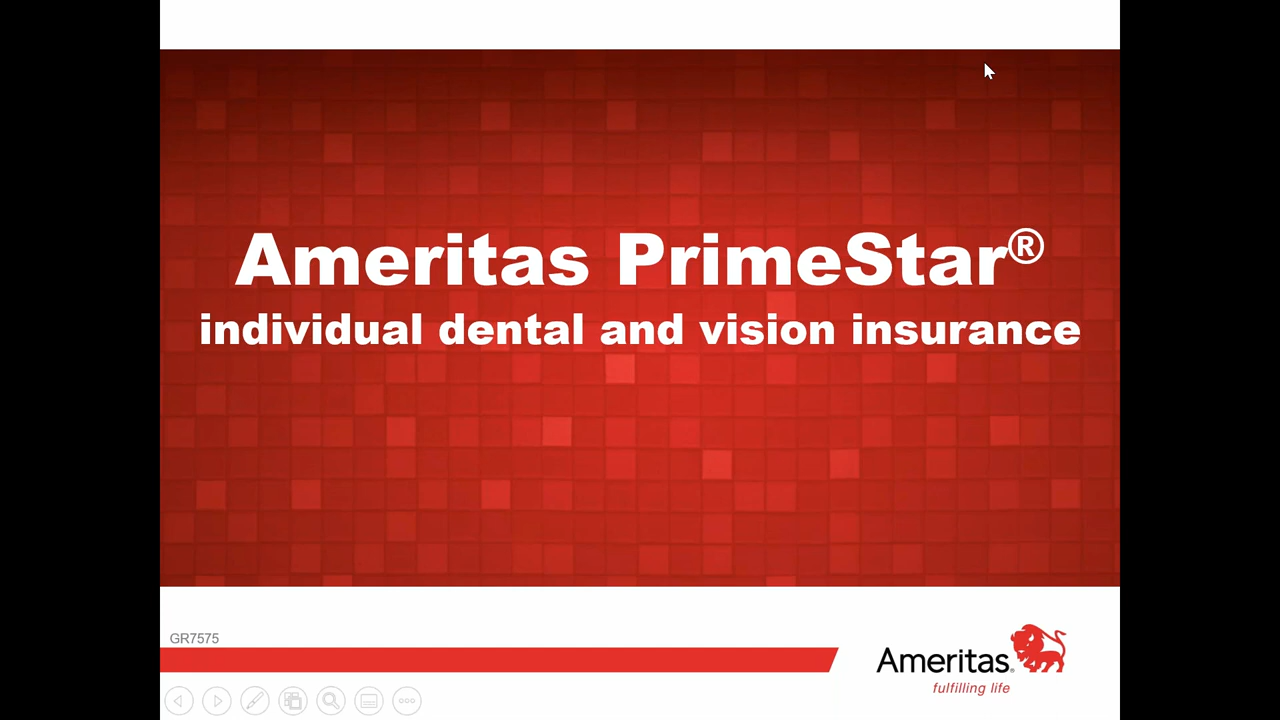 Ameritas PrimeStar®
individual dental and vision insurance
GR7575
Ameritas®
fulfilling life